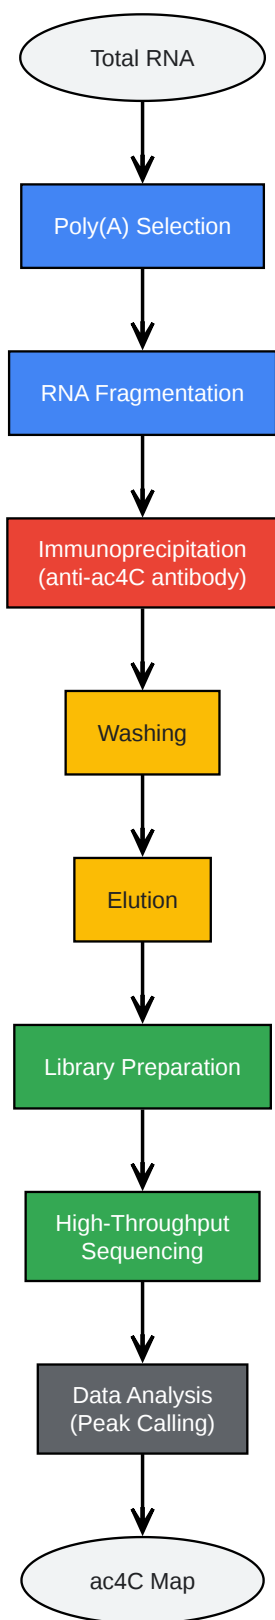 Total RNA
Poly(A) Selection
RNA Fragmentation
Immunoprecipitation
(anti-ac4C antibody)
Washing
Elution
Library Preparation
High-Throughput
Sequencing
Data Analysis
(Peak Calling)
ac4C Map